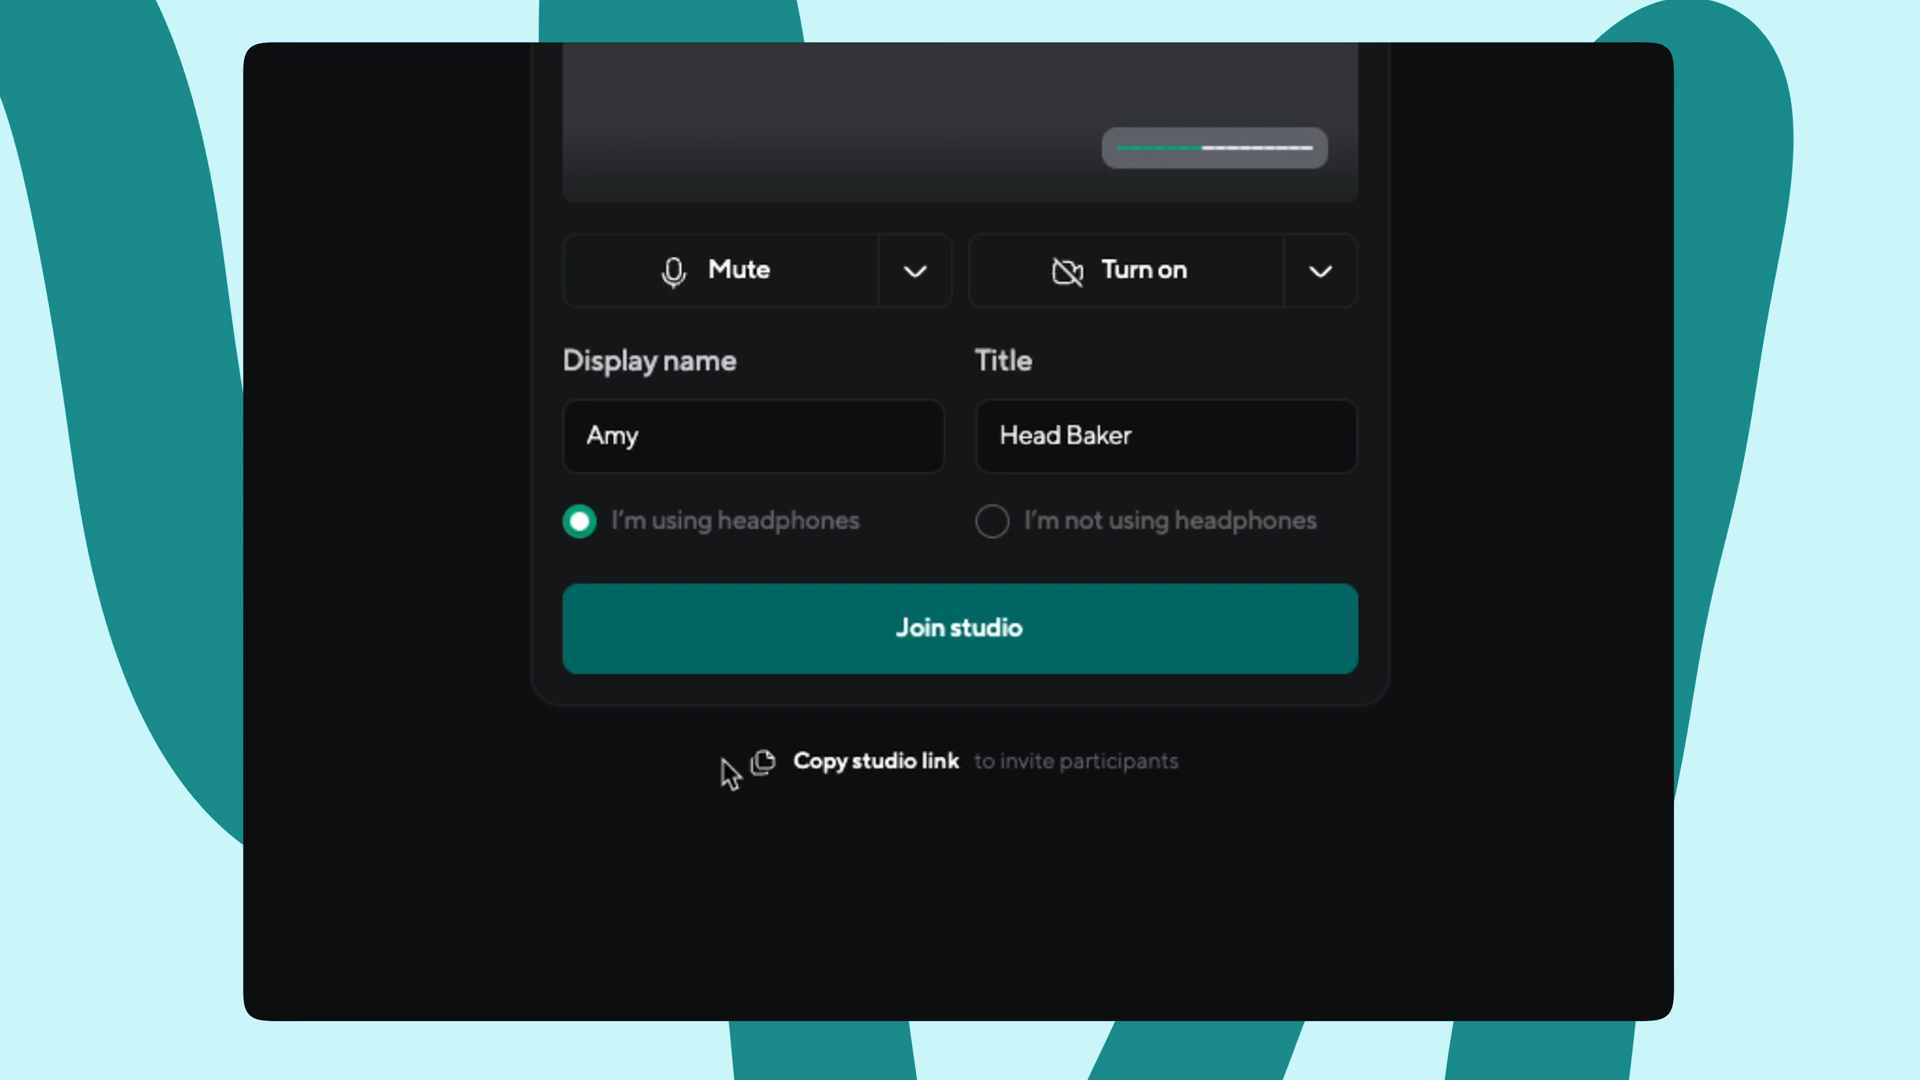 Mute
Turn on
Display name
Title
Amy
Head Baker
I'm using headphones
I'm not using headphones
Join studio
Copy studio link to invite participants